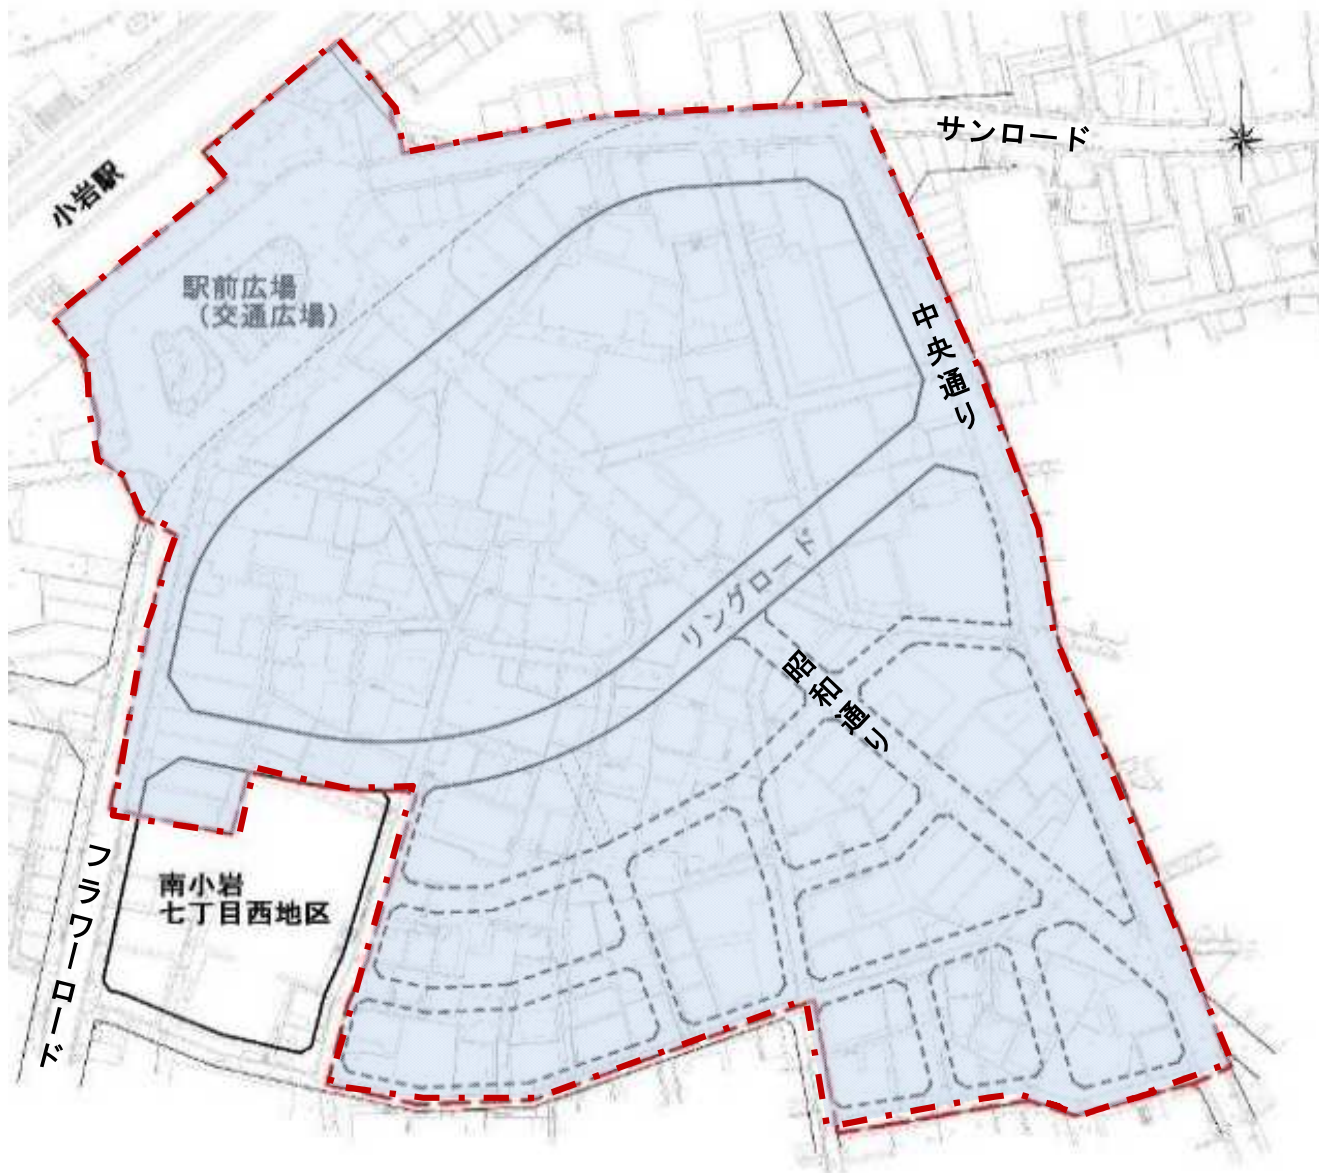 サンロード
小岩駅
駅前広場
(交通広場)
中央通り
リングロード
昭和通り
フラワーロード
南小岩
七丁目西地区